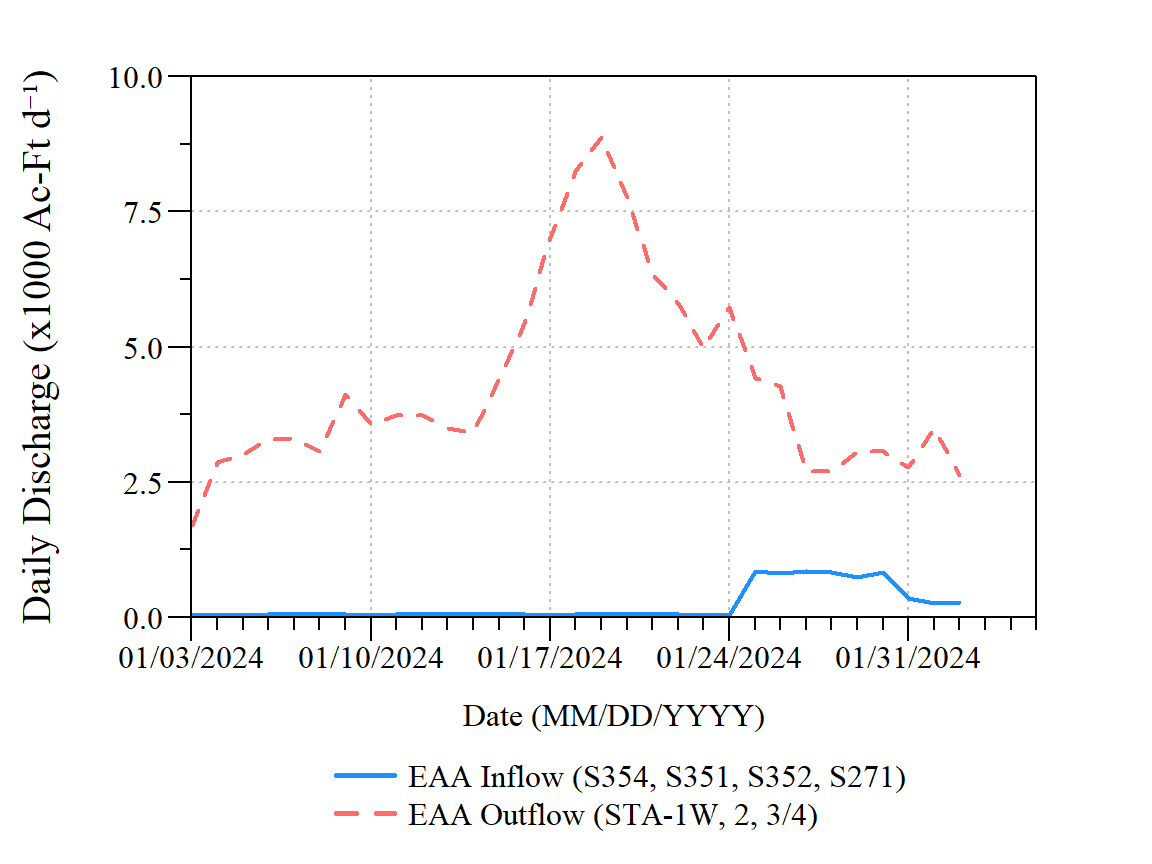 Daily Discharge (x1000 Ac-Ft d⁻¹)
10.0
7.5
5.0
2.5
0.0
01/03/2024 01/10/2024 01/17/2024 01/24/2024 01/31/2024
Date (MM/DD/YYYY)
EAA Inflow (S354, S351, S352, S271)
EAA Outflow (STA-1W, 2, 3/4)